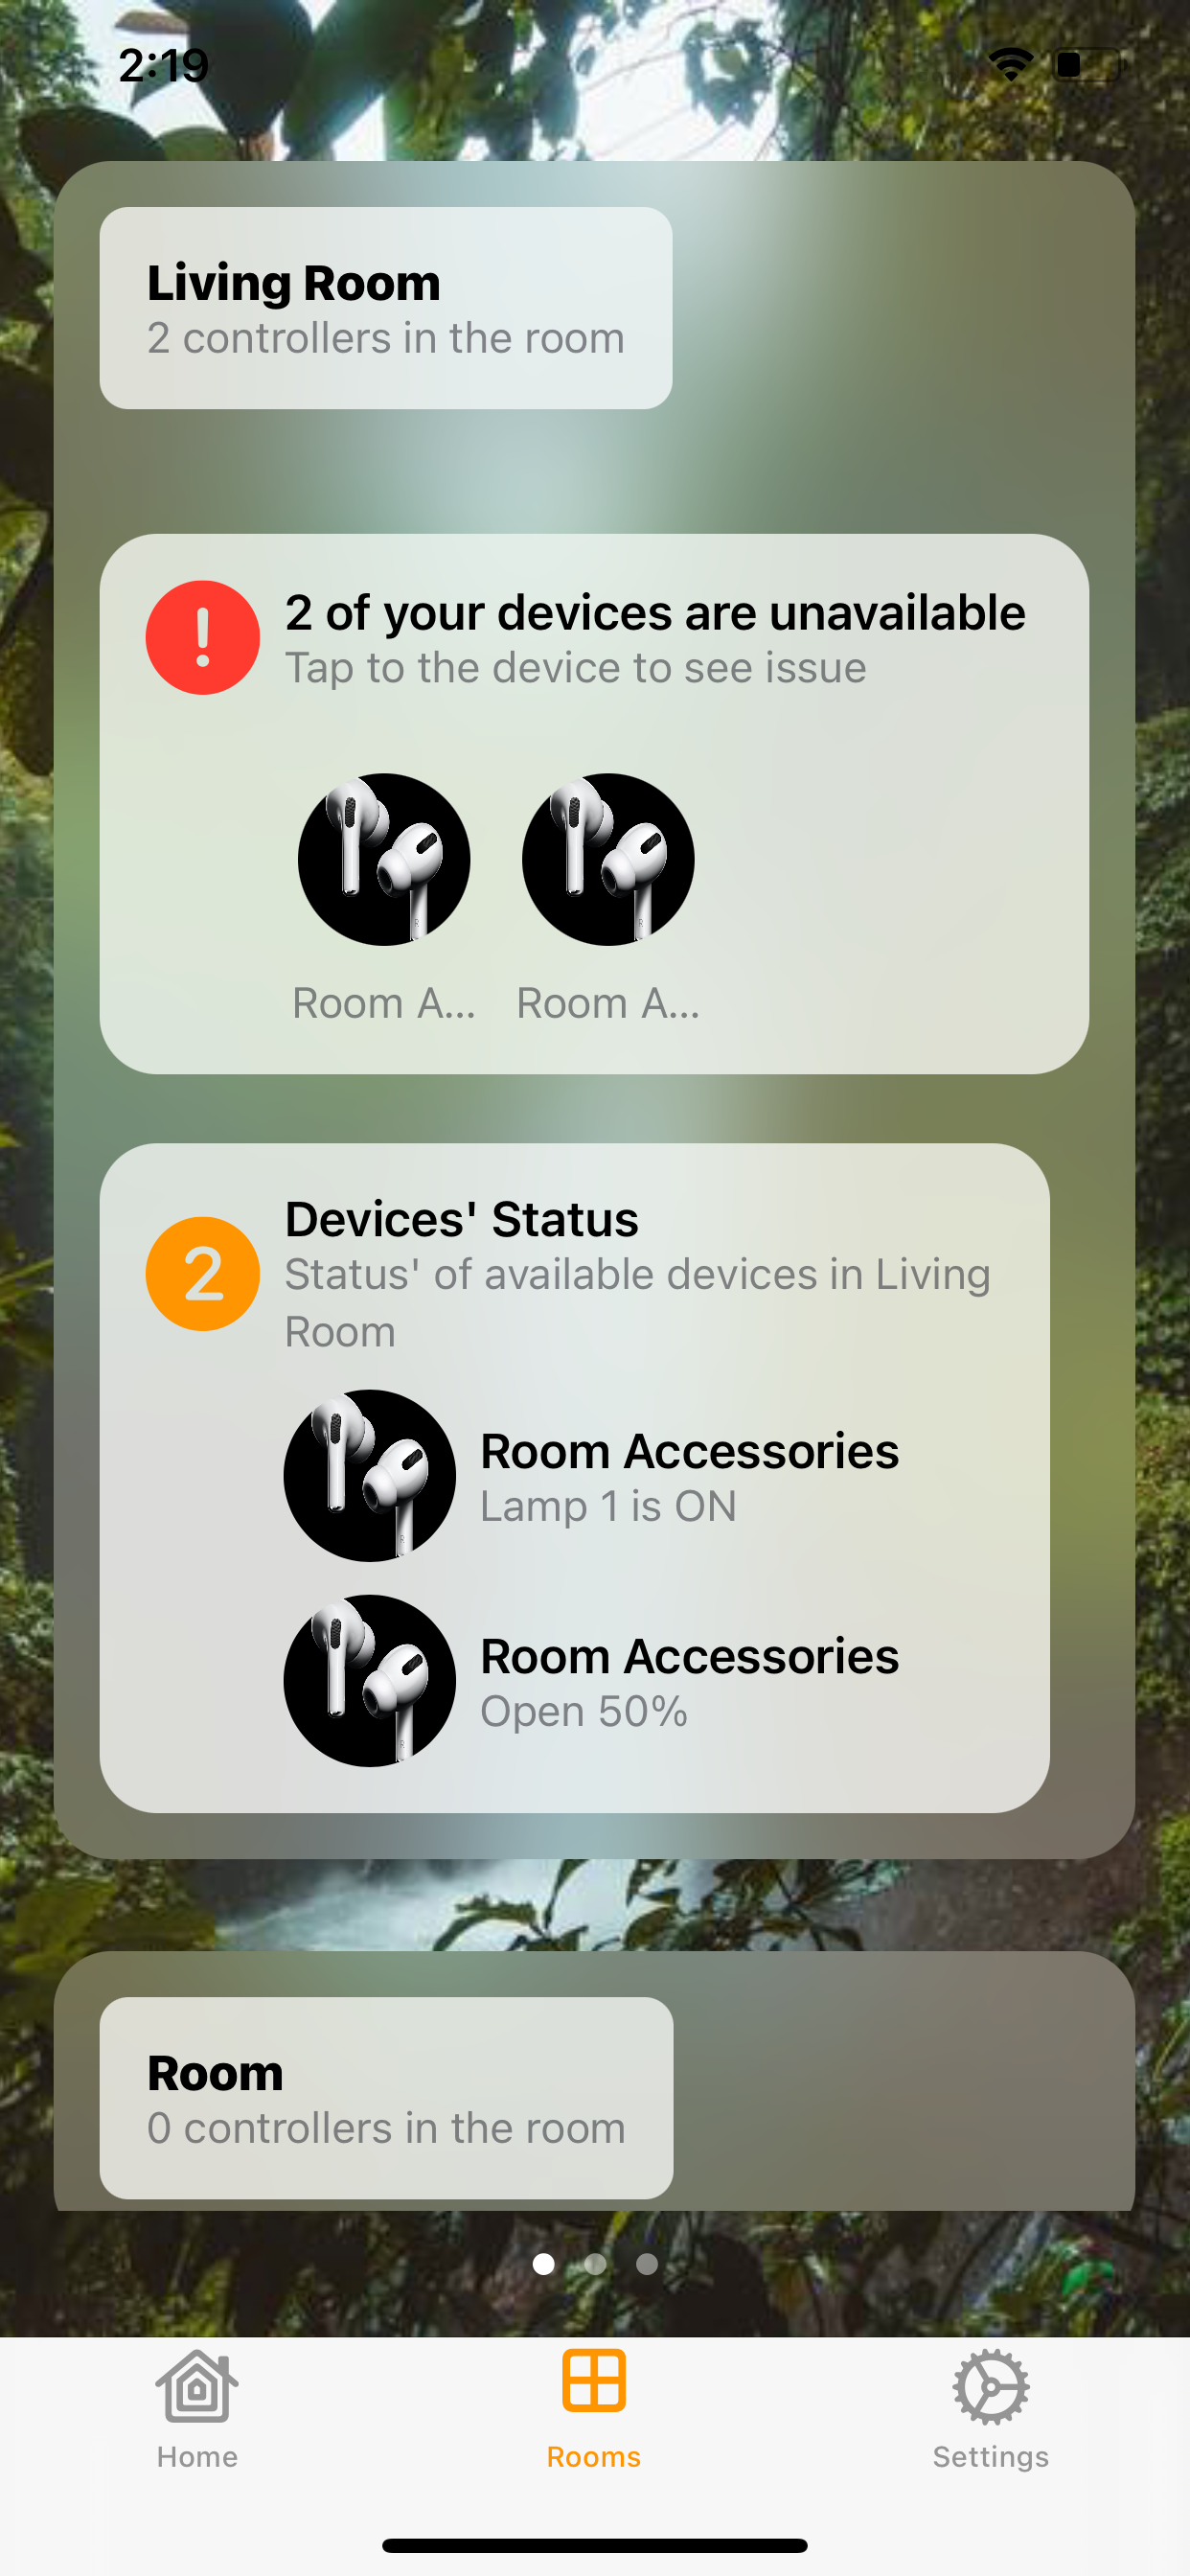 2:19
Living Room
2 controllers in the room
2 of your devices are unavailable
Tap to the device to see issue
Room A...
Room A...
2
Devices' Status
Status' of available devices in Living
Room
Room Accessories
Lamp 1 is ON
Room Accessories
Open 50%
Room
0 controllers in the room
Home
Rooms
Settings